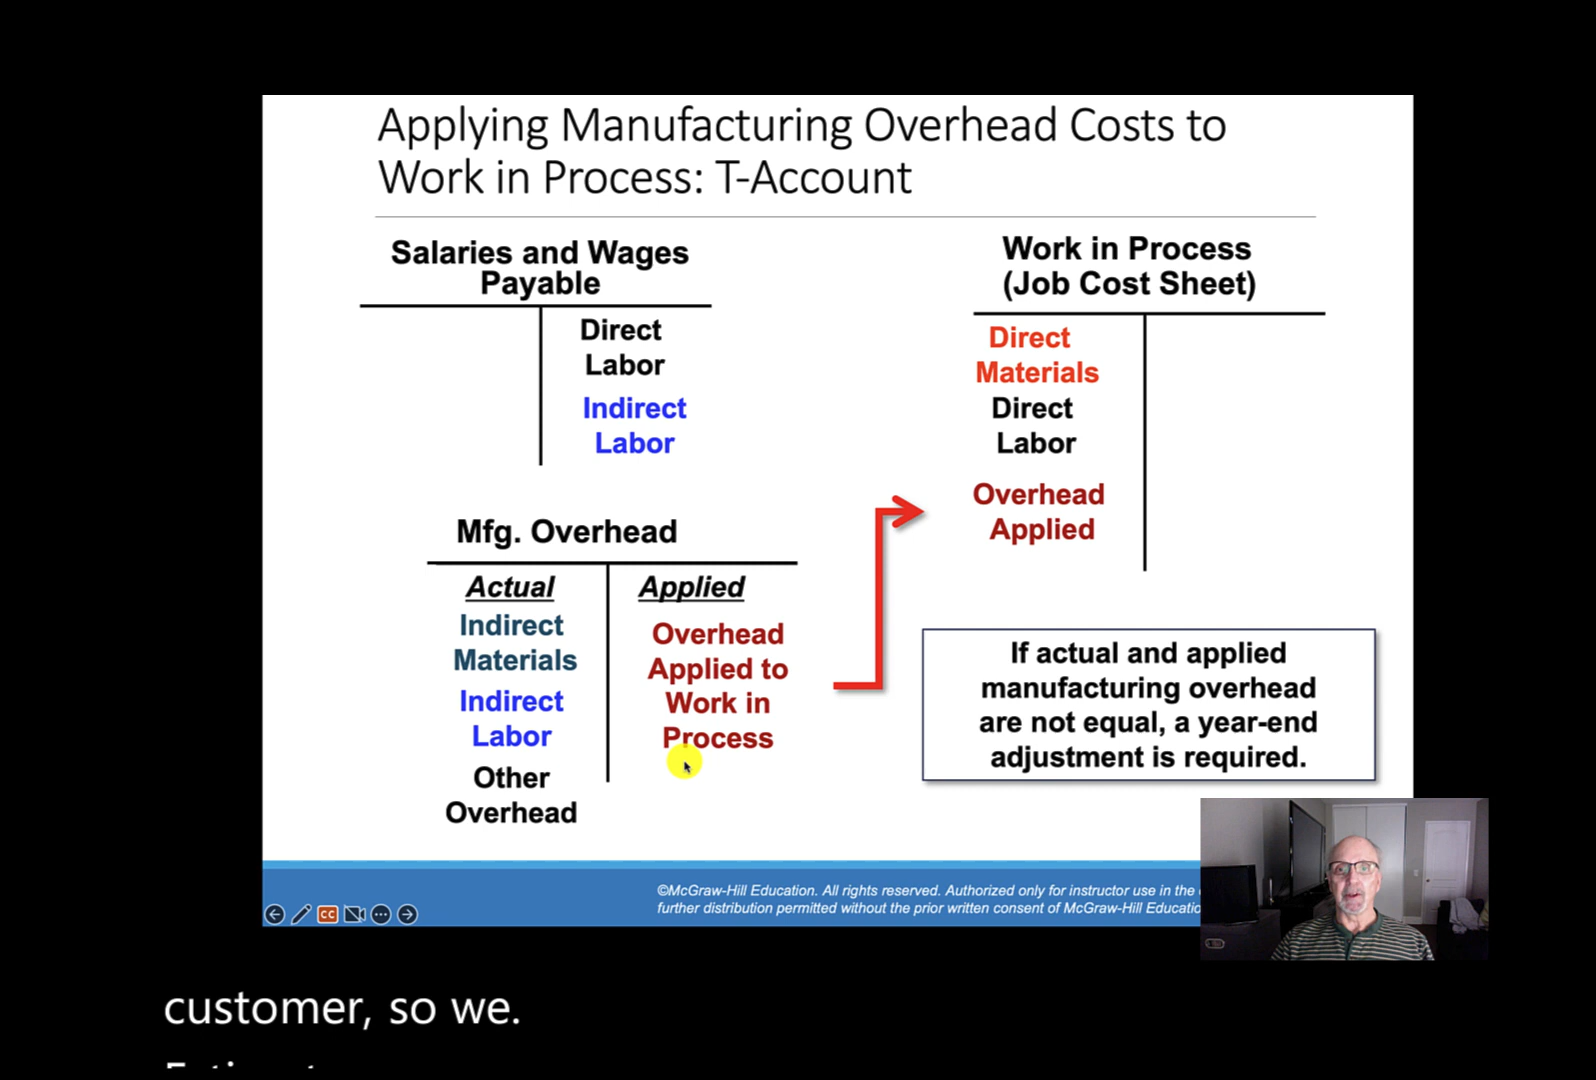 Applying Manufacturing Overhead Costs to
Work in Process: T-Account
Salaries and Wages
Payable
Direct
Labor
Indirect
Labor
Work in Process
(Job Cost Sheet)
Direct
Materials
Direct
Labor
Overhead
Applied
Mfg. Overhead
Actual
Indirect
Materials
Indirect
Labor
Other
Overhead
Applied
Overhead
Applied to
Work in
Process
If actual and applied
manufacturing overhead
are not equal, a year-end
adjustment is required.
CC
©McGraw-Hill Education. All rights reserved. Authorized only for instructor use in the
further distribution permitted without the prior written consent of McGraw-Hill
customer, so we.